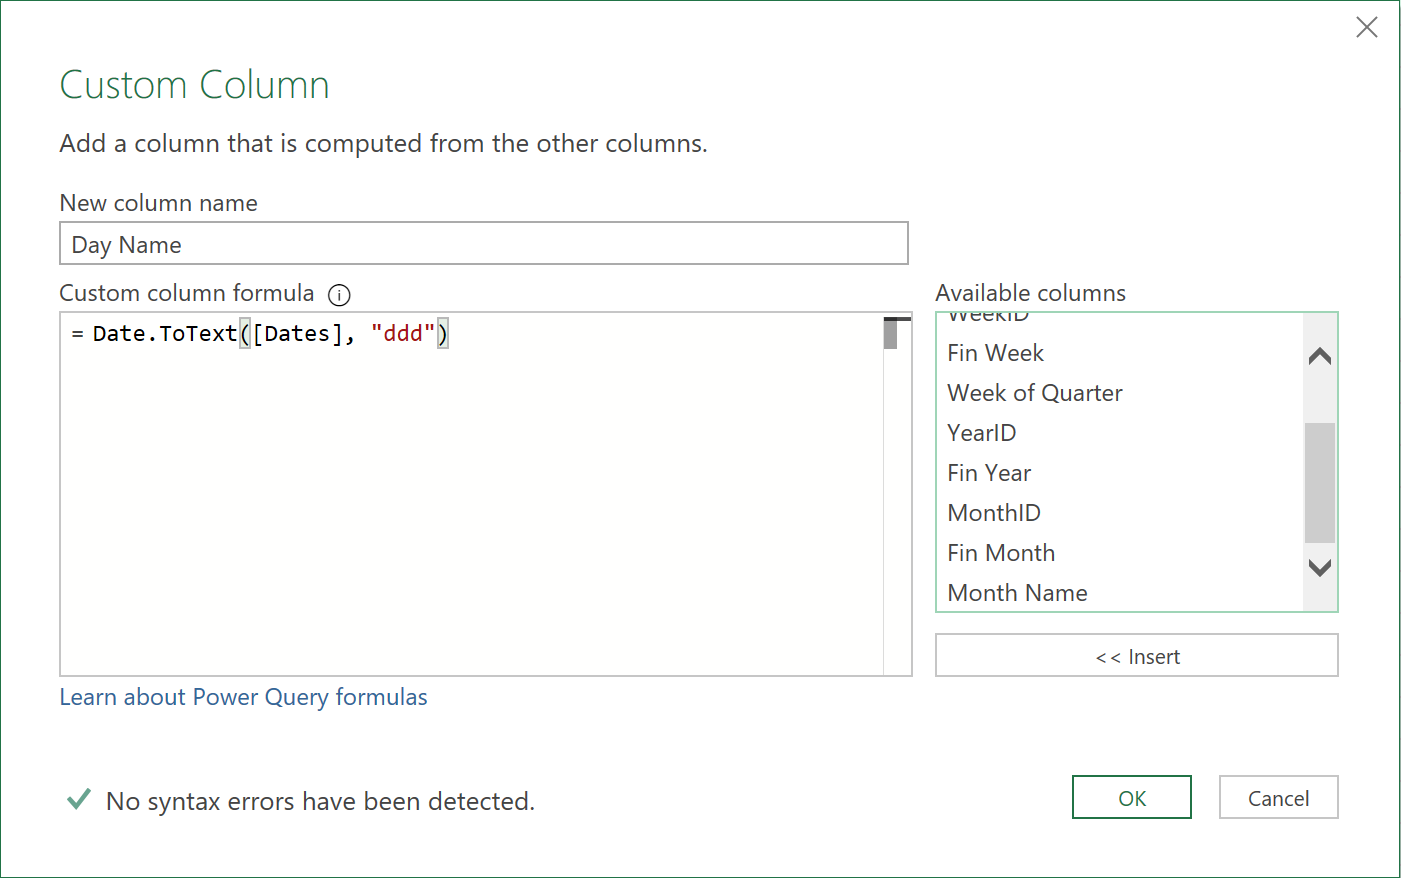 Custom Column
Add a column that is computed from the other columns.
New column name
Day Name
Custom column formula
= Date.ToText([Dates], "ddd")
Available columns
WeekID
Fin Week
Week of Quarter
YearID
Fin Year
MonthID
Fin Month
Month Name
<< Insert
Learn about Power Query formulas
No syntax errors have been detected.
OK
Cancel